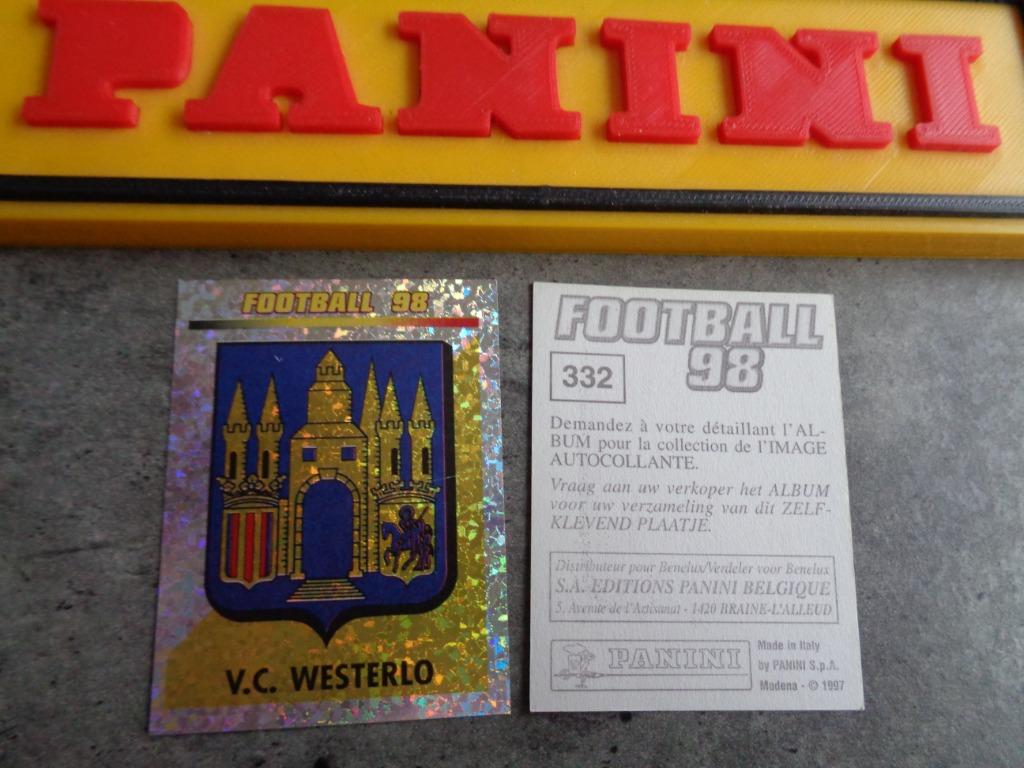 PANINI
FOOTBALL 98
V.C. WESTERLO
FOOTBALL
98
332
Demandez à votre détaillant l'AL-
BUM pour la collection de l'IMAGE
AUTOCOLLANTE.
Vraag aan uw verkoper het ALBUM
voor uw verzameling van dit ZELF-
KLEVEND PLAATJE.
Distributeur pour Benelux/Verdeler voor Benelux
S.A. EDITIONS PANINI BELGIQUE
5, Avenue de l'Artisanat - 1420 BRAINE-L'ALLEUD
PANINI
Made in Italy
by PANINI S.p.A.
Modena - © 1997